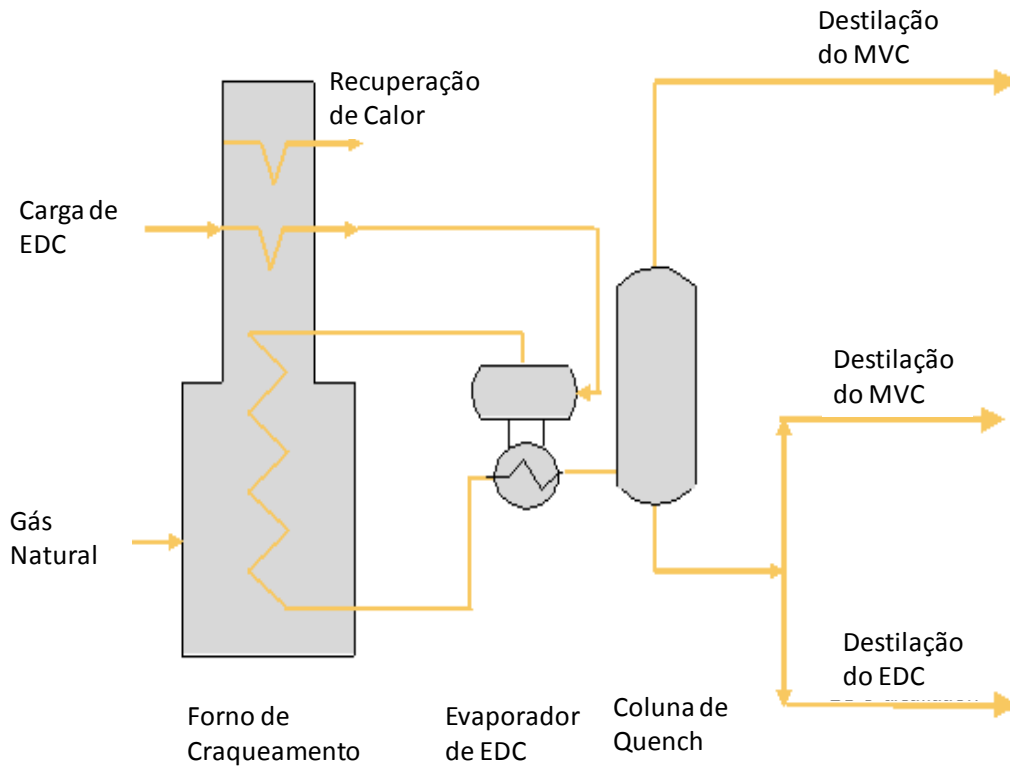 Destilação
do MVC
Recuperação
de Calor
Carga de
EDC
Destilação
do MVC
Gás
Natural
Destilação
do EDC
Forno de
Craqueamento
Evaporador
de EDC
Coluna de
Quench